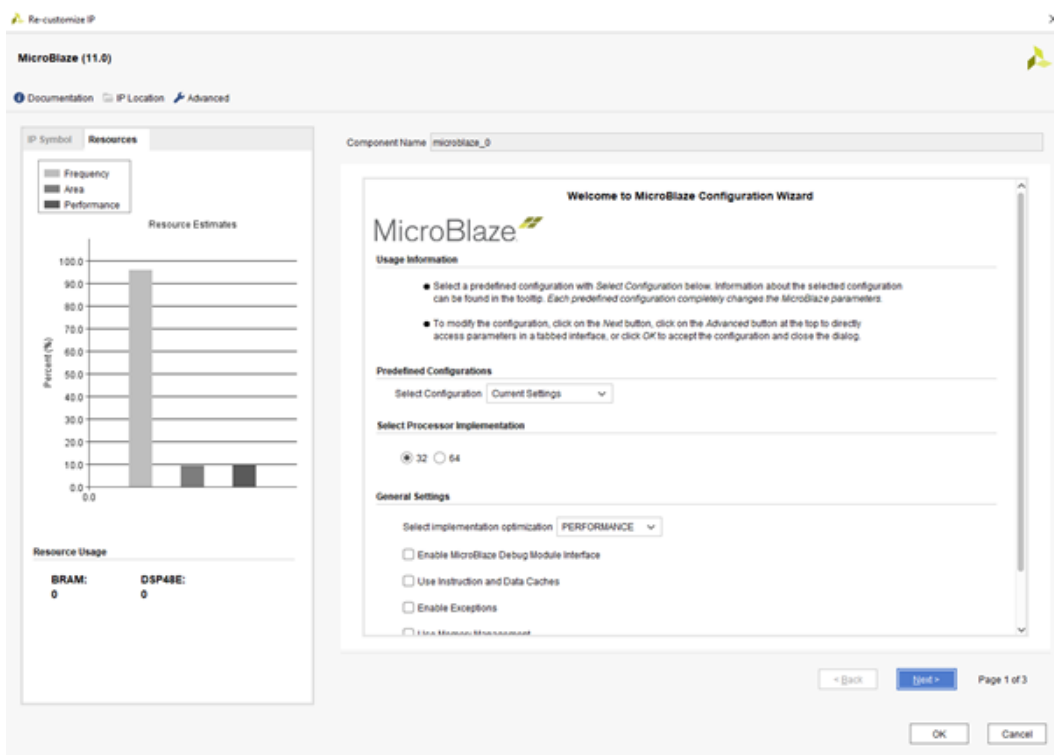 Re-customize IP
MicroBlaze (11.0)
Documentation IP Location Advanced
IP Symbol Resources
Frequency
Area
Performance
Resource Estimates
100.0
90.0
80.0
70.0
60.0
50.0
40.0
30.0
20.0
10.0
0.0
0.0
Percent (%)
Resource Usage
BRAM: DSP48E:
0 0
Component Name microblaze_0
Welcome to MicroBlaze Configuration Wizard
MicroBlaze
Usage Information
Select a predefined configuration with Select Configuration below. Information about the selected configuration
can be found in the tooltip. Each predefined configuration completely changes the MicroBlaze parameters.
To modify the configuration, click on the Next button, click on the Advanced button at the top to directly
access parameters in a tabbed interface, or click OK to accept the configuration and close the dialog.
Predefined Configurations
Select Configuration Current Settings
Select Processor Implementation
32 64
General Settings
Select implementation optimization PERFORMANCE
Enable MicroBlaze Debug Module Interface
Use Instruction and Data Caches
Enable Exceptions
Use Memory Management
< Back Next > Page 1 of 3
OK Cancel